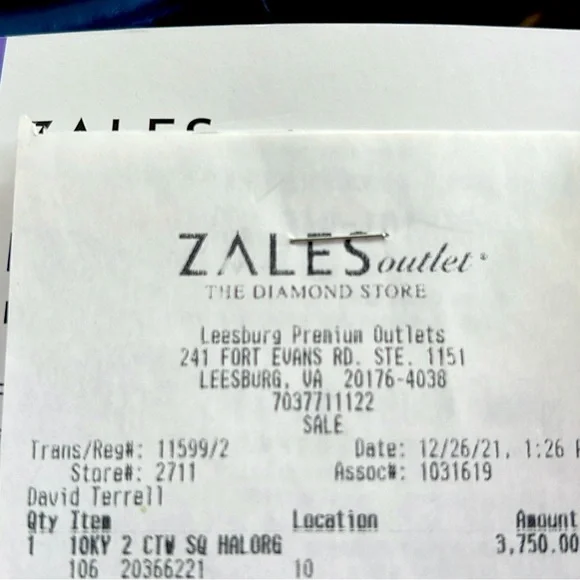 ZALES
ZALES outlet
THE DIAMOND STORE
Leesburg Premium Outlets
241 FORT EVANS RD. STE. 1151
LEESBURG, VA 20176-4038
7037711122
SALE
Trans/Reg#: 11599/2 Date: 12/26/21, 1:26
Store#: 2711 Assoc#: 1031619
David Terrell
Qty Item Location Amount
1 10KY 2 CTW SQ HALORG 3,750.00
106 20366221 10